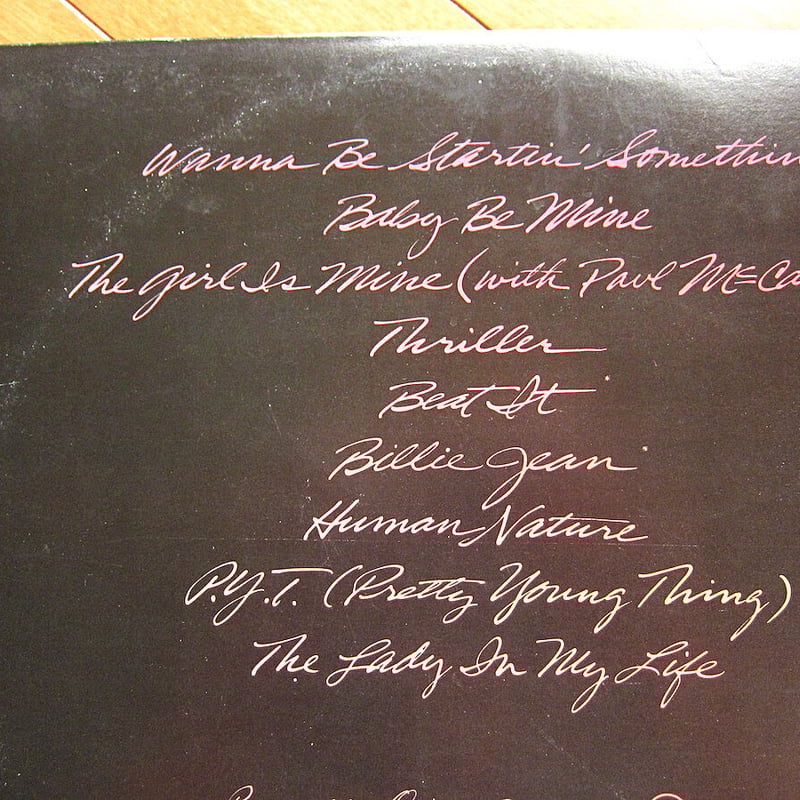 Wanna Be Startin' Somethin
Baby Be Mine
The Girl Is Mine (with Paul McCa
Thriller
Beat It
Billie Jean
Human Nature
P.Y.T. (Pretty Young Thing)
The Lady In My Life